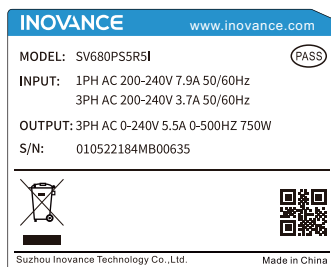 INOVANCE
www.inovance.com
MODEL: SV680PS5R5I
PASS
INPUT: 1PH AC 200-240V 7.9A 50/60Hz
3PH AC 200-240V 3.7A 50/60Hz
OUTPUT: 3PH AC 0-240V 5.5A 0-500HZ 750W
S/N: 010522184MB00635
Suzhou Inovance Technology Co.,Ltd.
Made in China